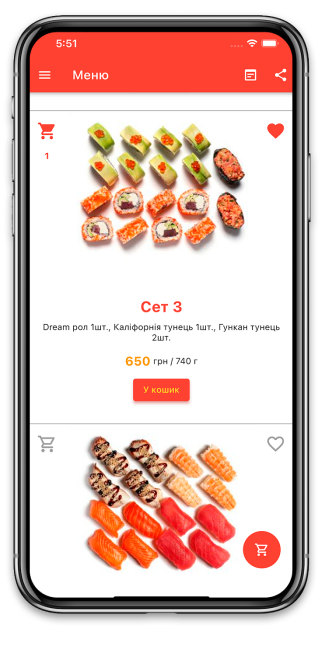 5:51
Меню
1
Сет 3
Dream рол 1шт., Каліфорнія тунець 1шт., Гункан тунець
2шт.
650 грн / 740 г
У кошик